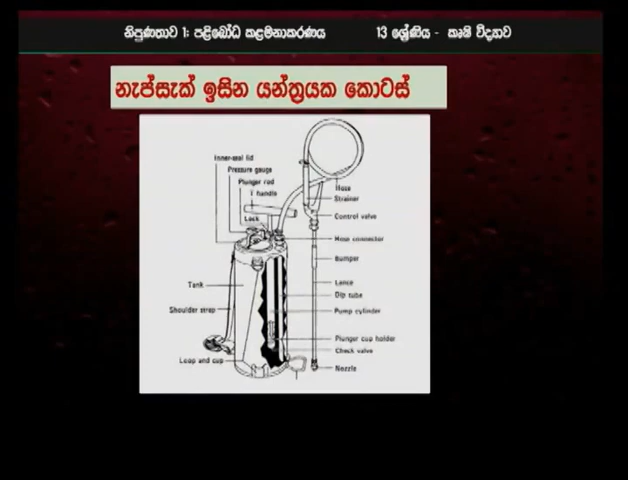 නිපුණතාව 1: පළිබෝධ කළමනාකරණය 13 ශ්‍රේණිය - කෘෂි විද්‍යාව
නැප්සැක් ඉසින යන්ත්‍රයක කොටස්
Inner-seal lid
Pressure gauge
Plunger rod
T handle
Lock
Hose
Strainer
Control valve
Hose connector
Bumper
Tank
Lance
Dip tube
Shoulder strap
Pump cylinder
Plunger cup holder
Check valve
Loop and cup
Nozzle